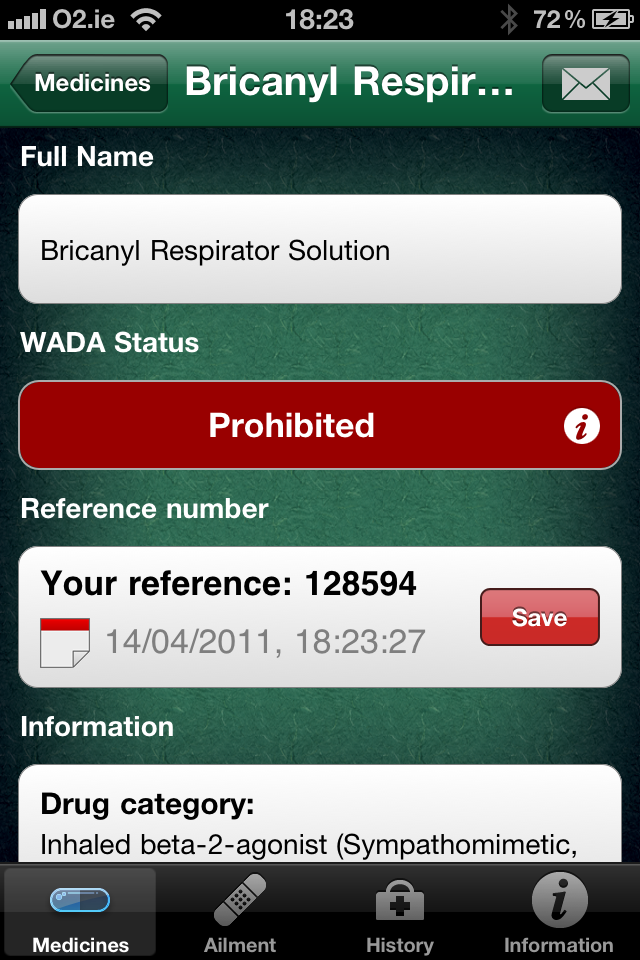 O2.ie 18:23 72%
Medicines Bricanyl Respir...
Full Name
Bricanyl Respirator Solution
WADA Status
Prohibited
Reference number
Your reference: 128594
14/04/2011, 18:23:27
Save
Information
Drug category:
Inhaled beta-2-agonist (Sympathomimetic,
Medicines Ailment History Information